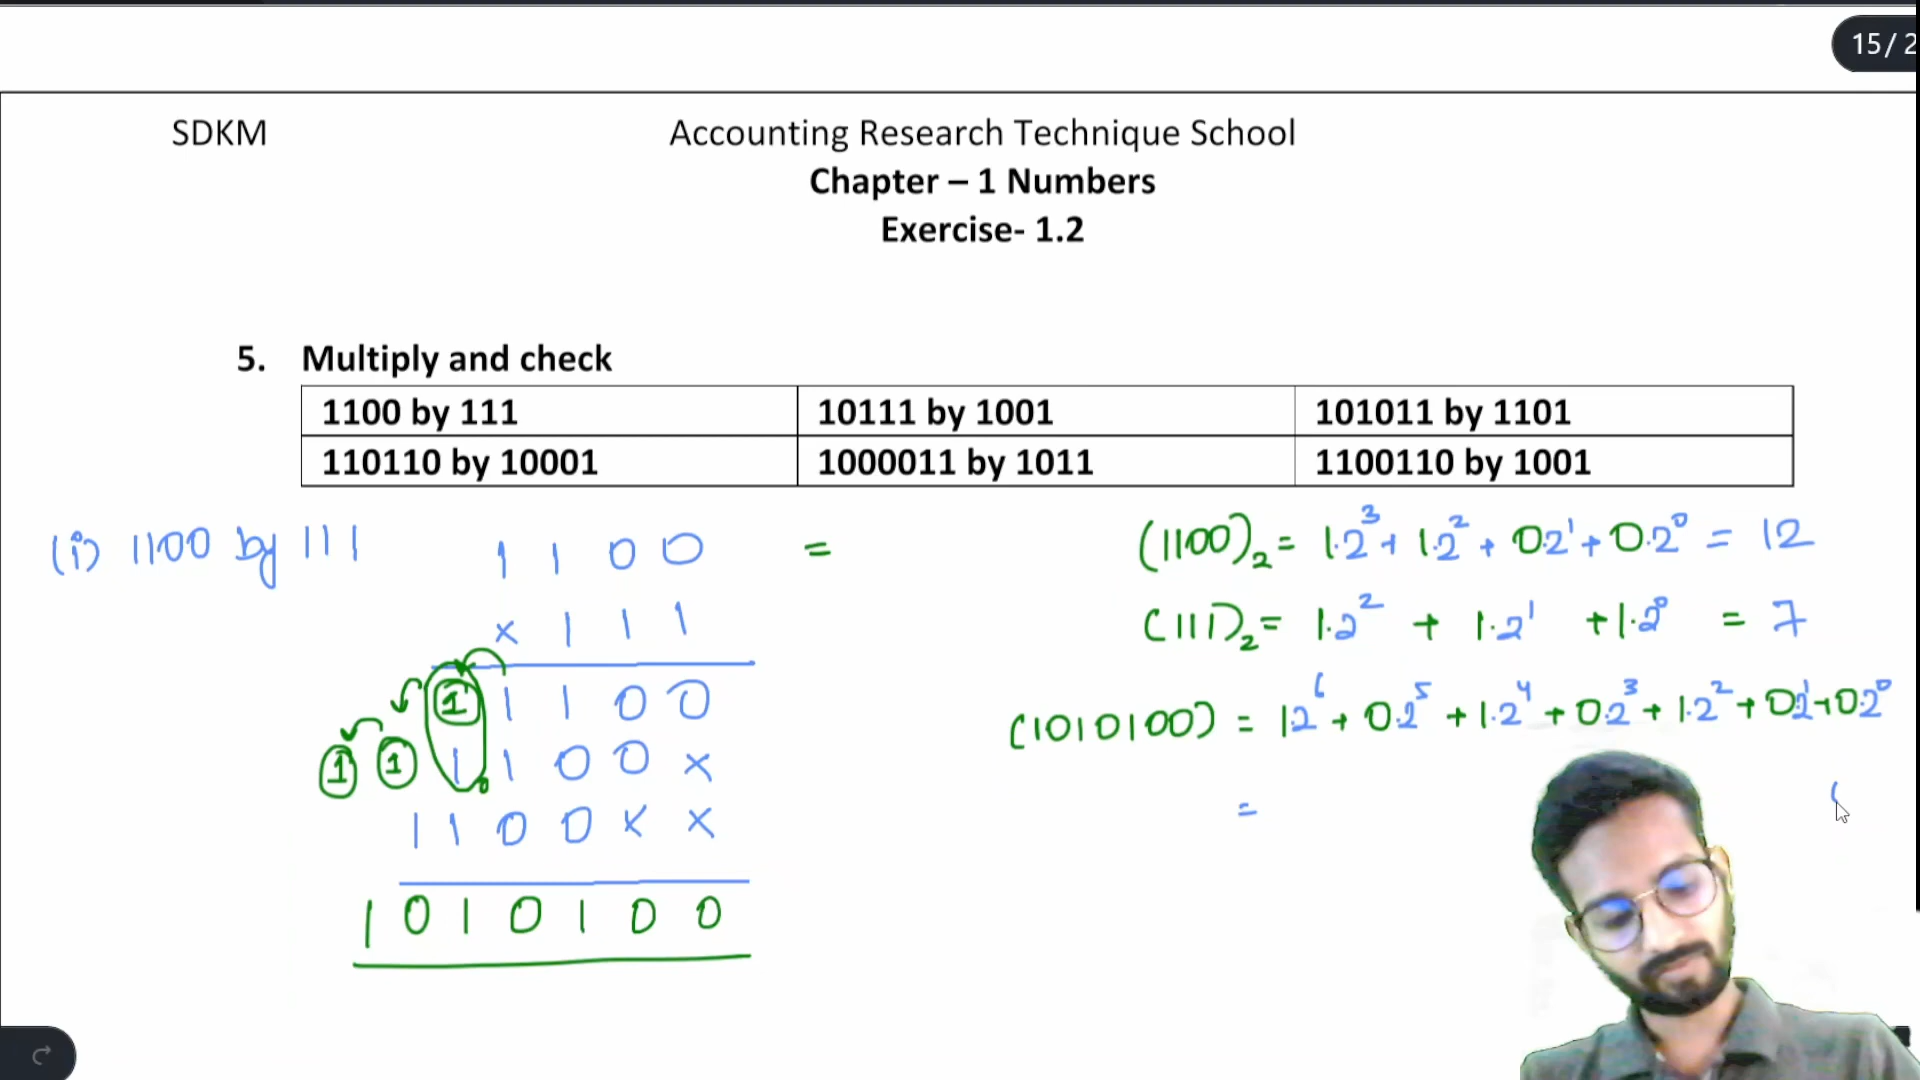 15/2
SDKM Accounting Research Technique School
Chapter – 1 Numbers
Exercise- 1.2
5. Multiply and check
1100 by 111 10111 by 1001 101011 by 1101
110110 by 10001 1000011 by 1011 1100110 by 1001
(i) 1100 by 111
1 1 0 0 =
× 1 1 1
1 1 1 0 0
1 1 1 1 0 0 ×
1 1 0 0 × ×
1 0 1 0 1 0 0
(1100)₂ = 1·2³ + 1·2² + 0·2¹ + 0·2⁰ = 12
(111)₂ = 1·2² + 1·2¹ + 1·2⁰ = 7
(1010100) = 1·2⁶ + 0·2⁵ + 1·2⁴ + 0·2³ + 1·2² + 0·2¹ + 0·2⁰
=